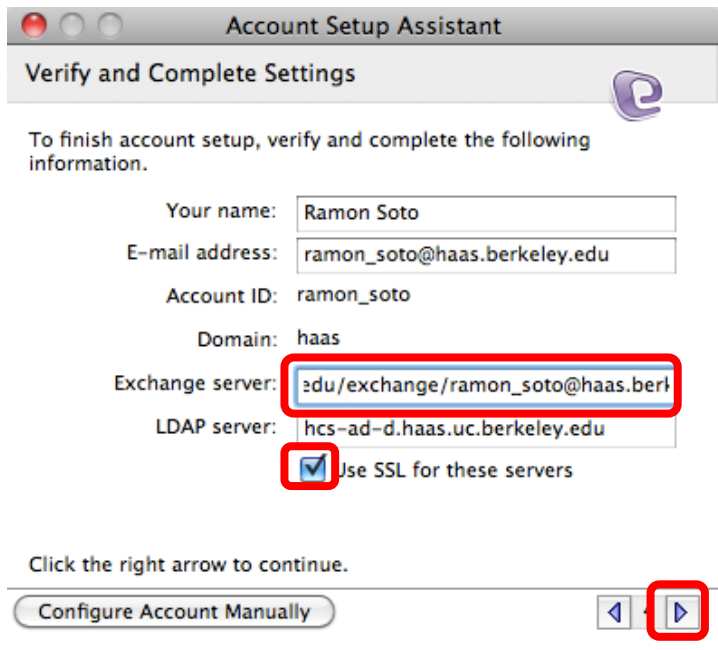 Account Setup Assistant
Verify and Complete Settings
To finish account setup, verify and complete the following
information.
Your name: Ramon Soto
E-mail address: ramon_soto@haas.berkeley.edu
Account ID: ramon_soto
Domain: haas
Exchange server: edu/exchange/ramon_soto@haas.berk
LDAP server: hcs-ad-d.haas.uc.berkeley.edu
Use SSL for these servers
Click the right arrow to continue.
Configure Account Manually